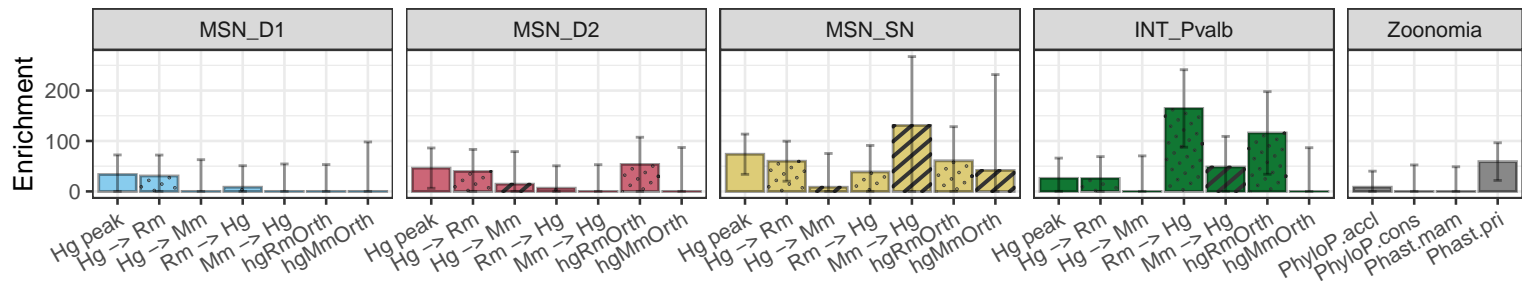 MSN_D1 MSN_D2 MSN_SN INT_Pvalb Zoonomia
Enrichment
200
100
0
Hg peak
Hg −> Rm
Hg −> Mm
Rm −> Hg
Mm −> Hg
hgRmOrth
hgMmOrth
Hg peak
Hg −> Rm
Hg −> Mm
Rm −> Hg
Mm −> Hg
hgRmOrth
hgMmOrth
Hg peak
Hg −> Rm
Hg −> Mm
Rm −> Hg
Mm −> Hg
hgRmOrth
hgMmOrth
Hg peak
Hg −> Rm
Hg −> Mm
Rm −> Hg
Mm −> Hg
hgRmOrth
hgMmOrth
PhyloP.accl
PhyloP.cons
Phast.mam
Phast.pri